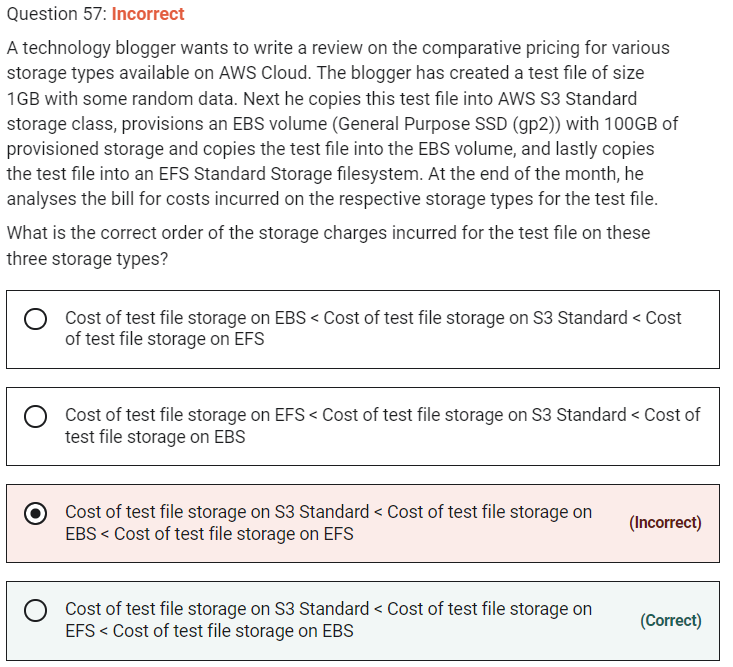 Question 57: Incorrect
A technology blogger wants to write a review on the comparative pricing for various
storage types available on AWS Cloud. The blogger has created a test file of size
1GB with some random data. Next he copies this test file into AWS S3 Standard
storage class, provisions an EBS volume (General Purpose SSD (gp2)) with 100GB of
provisioned storage and copies the test file into the EBS volume, and lastly copies
the test file into an EFS Standard Storage filesystem. At the end of the month, he
analyses the bill for costs incurred on the respective storage types for the test file.
What is the correct order of the storage charges incurred for the test file on these
three storage types?
Cost of test file storage on EBS < Cost of test file storage on S3 Standard < Cost
of test file storage on EFS
Cost of test file storage on EFS < Cost of test file storage on S3 Standard < Cost of
test file storage on EBS
Cost of test file storage on S3 Standard < Cost of test file storage on
EBS < Cost of test file storage on EFS
(Incorrect)
Cost of test file storage on S3 Standard < Cost of test file storage on
EFS < Cost of test file storage on EBS
(Correct)